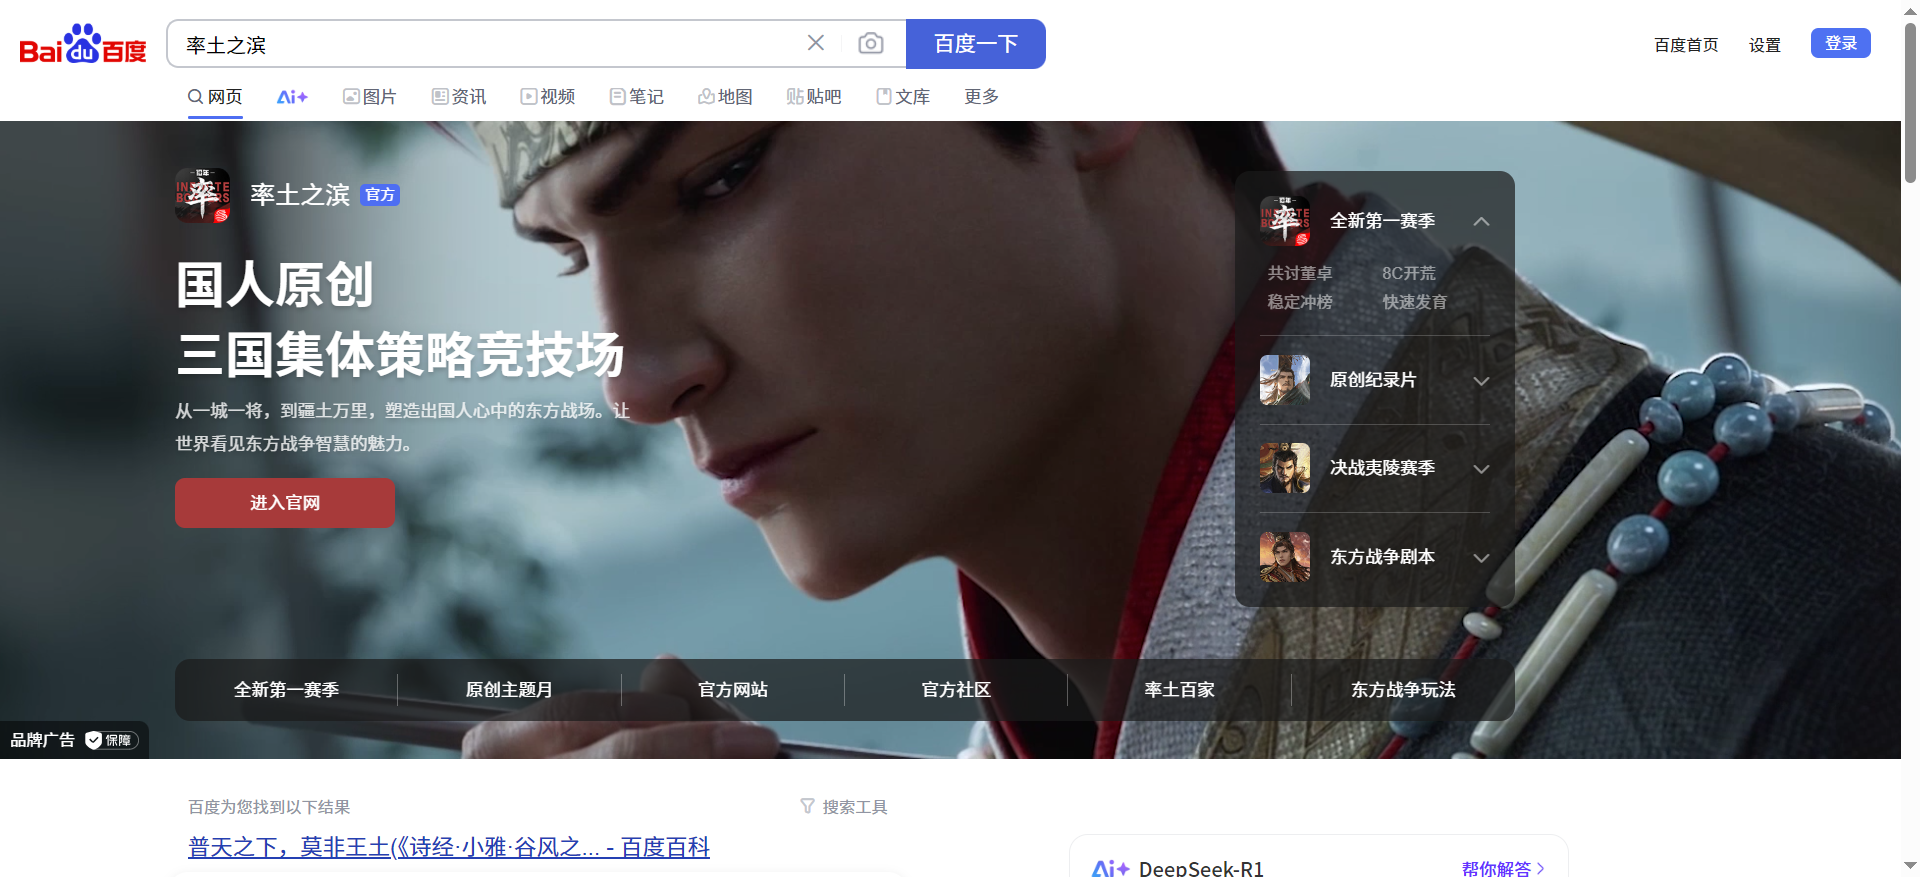 Bai du 百度
率土之滨
百度一下
百度首页 设置 登录
网页 Ai+ 图片 资讯 视频 笔记 地图 贴吧 文库 更多
率土之滨 官方
国人原创
三国集体策略竞技场
从一城一将，到疆土万里，塑造出国人心中的东方战场。让
世界看见东方战争智慧的魅力。
进入官网
全新第一赛季
共讨董卓 8C开荒
稳定冲榜 快速发育
原创纪录片
决战夷陵赛季
东方战争剧本
全新第一赛季 原创主题月 官方网站 官方社区 率土百家 东方战争玩法
品牌广告 保障
百度为您找到以下结果 搜索工具
普天之下，莫非王土(《诗经·小雅·谷风之... - 百度百科
Ai+ DeepSeek-R1 帮你解答